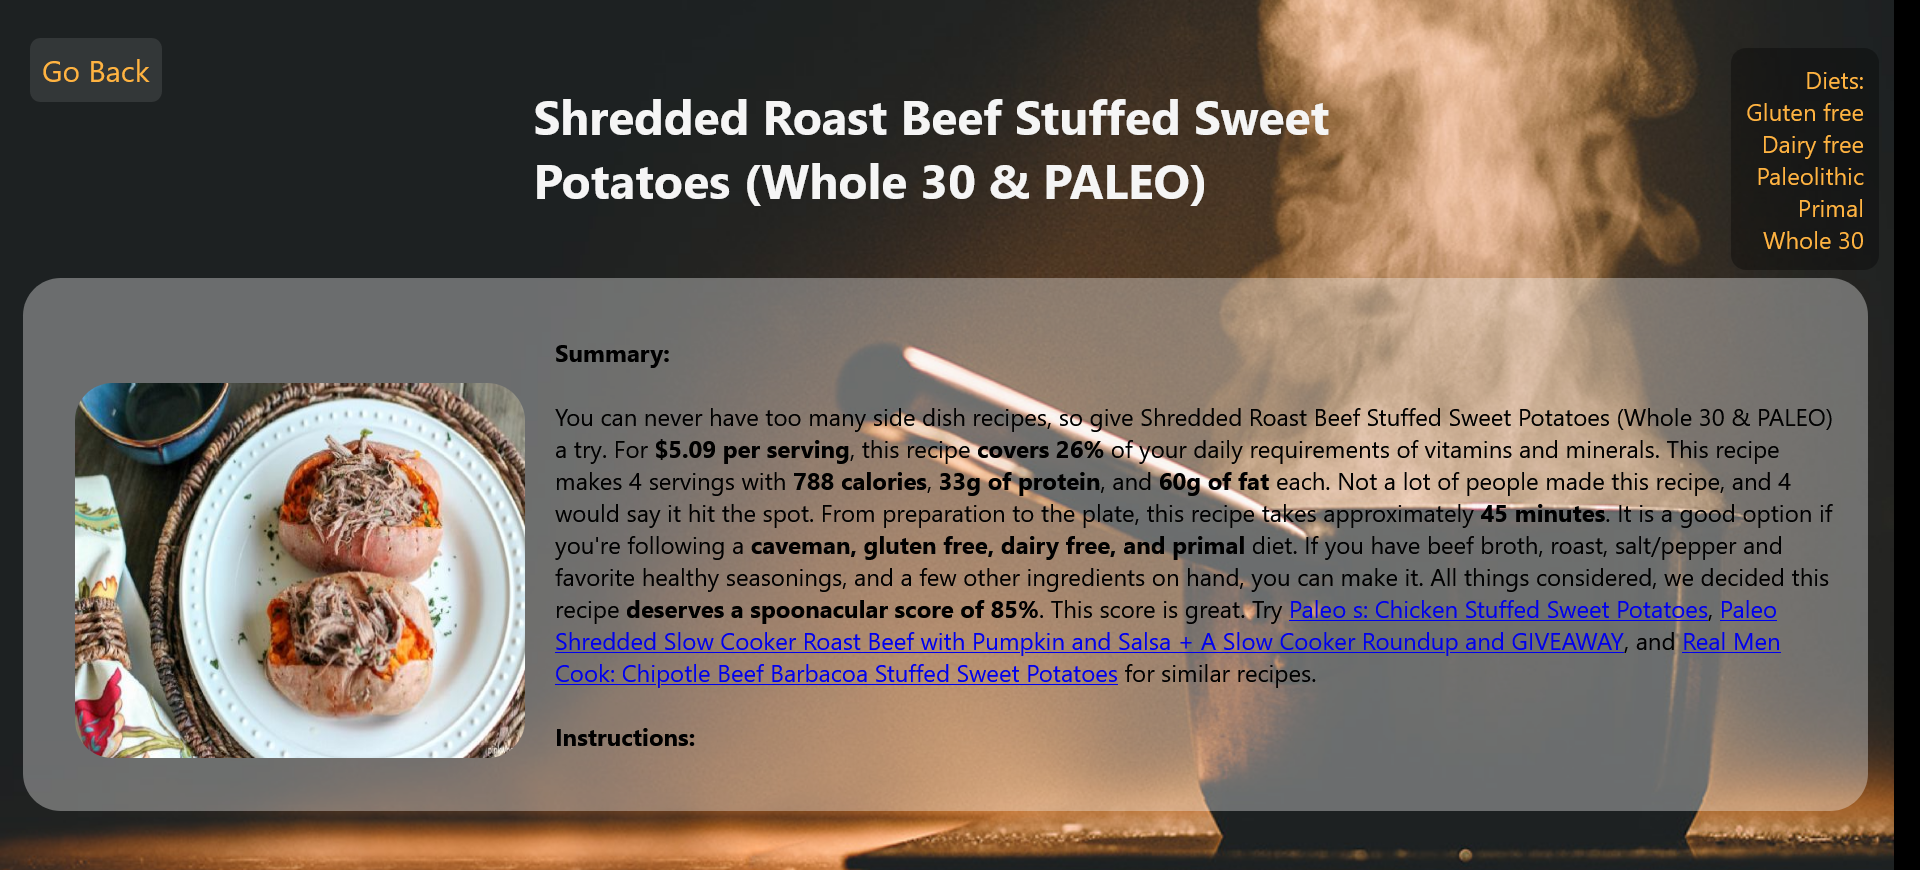 Go Back
Shredded Roast Beef Stuffed Sweet
Potatoes (Whole 30 & PALEO)
Diets:
Gluten free
Dairy free
Paleolithic
Primal
Whole 30
Summary:
You can never have too many side dish recipes, so give Shredded Roast Beef Stuffed Sweet Potatoes (Whole 30 & PALEO)
a try. For $5.09 per serving, this recipe covers 26% of your daily requirements of vitamins and minerals. This recipe
makes 4 servings with 788 calories, 33g of protein, and 60g of fat each. Not a lot of people made this recipe, and 4
would say it hit the spot. From preparation to the plate, this recipe takes approximately 45 minutes. It is a good option if
you're following a caveman, gluten free, dairy free, and primal diet. If you have beef broth, roast, salt/pepper and
favorite healthy seasonings, and a few other ingredients on hand, you can make it. All things considered, we decided this
recipe deserves a spoonacular score of 85%. This score is great. Try Paleo s: Chicken Stuffed Sweet Potatoes, Paleo
Shredded Slow Cooker Roast Beef with Pumpkin and Salsa + A Slow Cooker Roundup and GIVEAWAY, and Real Men
Cook: Chipotle Beef Barbacoa Stuffed Sweet Potatoes for similar recipes.
Instructions: